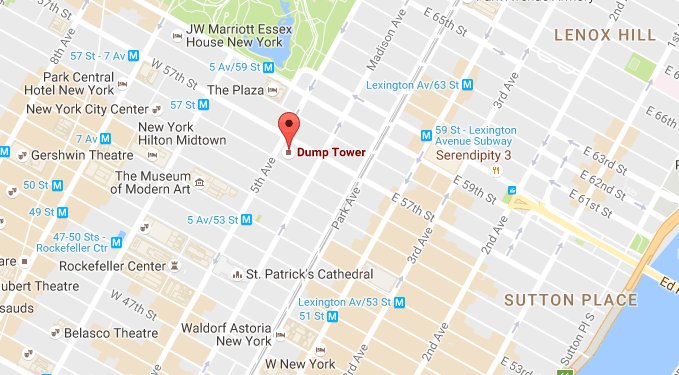 LENOX HILL
8th Ave
JW Marriott Essex
House New York
Madison Ave
E 65th St
57 St - 7 Av
5 Av/59 St
W 57th St
Park Central
Hotel New York
The Plaza
Lexington Av/63 St
3rd Ave
E 66th
New York City Center
57 St
New York
Hilton Midtown
7 Av
Gershwin Theatre
Dump Tower
59 St - Lexington
Avenue Subway
Serendipity 3
E 63rd St
E 62nd St
E 61st St
50 St
The Museum
of Modern Art
5th Ave
E 59th St
49 St
5 Av/53 St
Park Ave
E 57th St
47-50 Sts -
Rockefeller Ctr
3rd Ave
2nd Ave
Rockefeller Center
St. Patrick's Cathedral
ubert Theatre
sauds
W 47th St
Lexington Av/53 St
51 St
SUTTON PLACE
Belasco Theatre
Waldorf Astoria
New York
2nd Ave
Sutton Pl S
W New York
E 53rd St